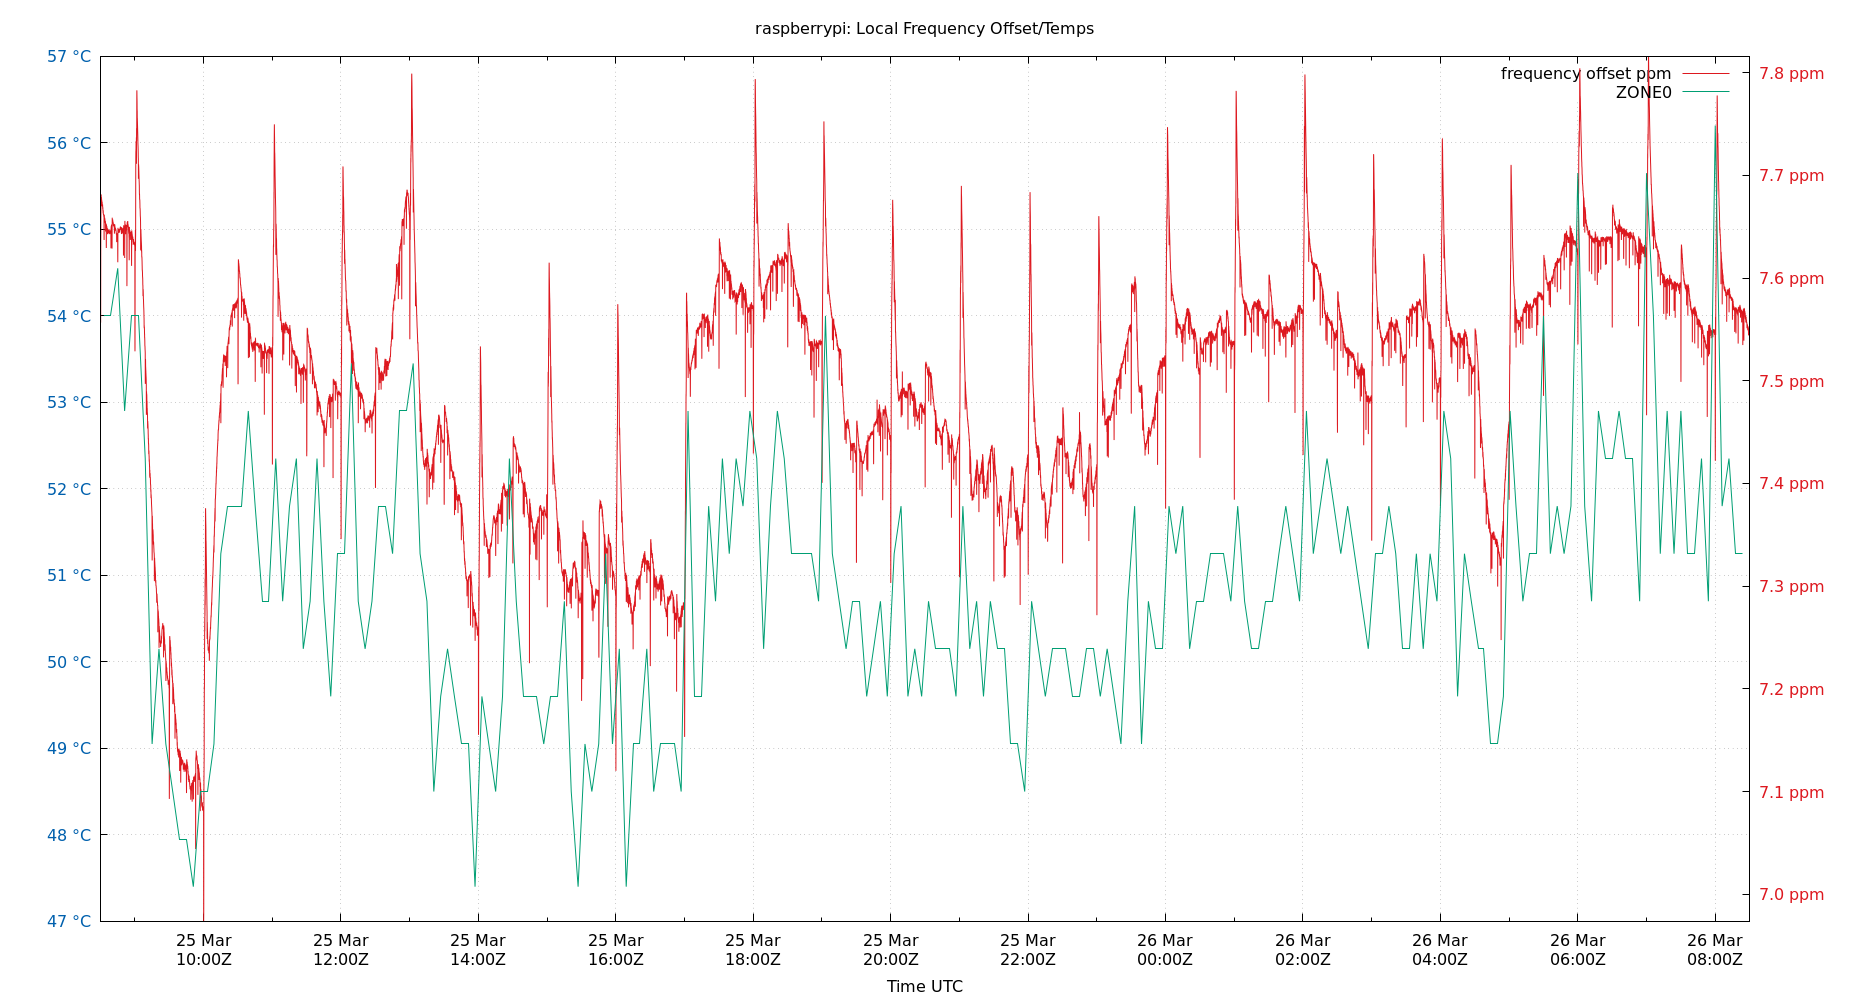 raspberrypi: Local Frequency Offset/Temps
57 °C
56 °C
55 °C
54 °C
53 °C
52 °C
51 °C
50 °C
49 °C
48 °C
47 °C
frequency offset ppm
ZONE0
7.8 ppm
7.7 ppm
7.6 ppm
7.5 ppm
7.4 ppm
7.3 ppm
7.2 ppm
7.1 ppm
7.0 ppm
25 Mar 25 Mar 25 Mar 25 Mar 25 Mar 25 Mar 25 Mar 26 Mar 26 Mar 26 Mar 26 Mar 26 Mar
10:00Z 12:00Z 14:00Z 16:00Z 18:00Z 20:00Z 22:00Z 00:00Z 02:00Z 04:00Z 06:00Z 08:00Z
Time UTC